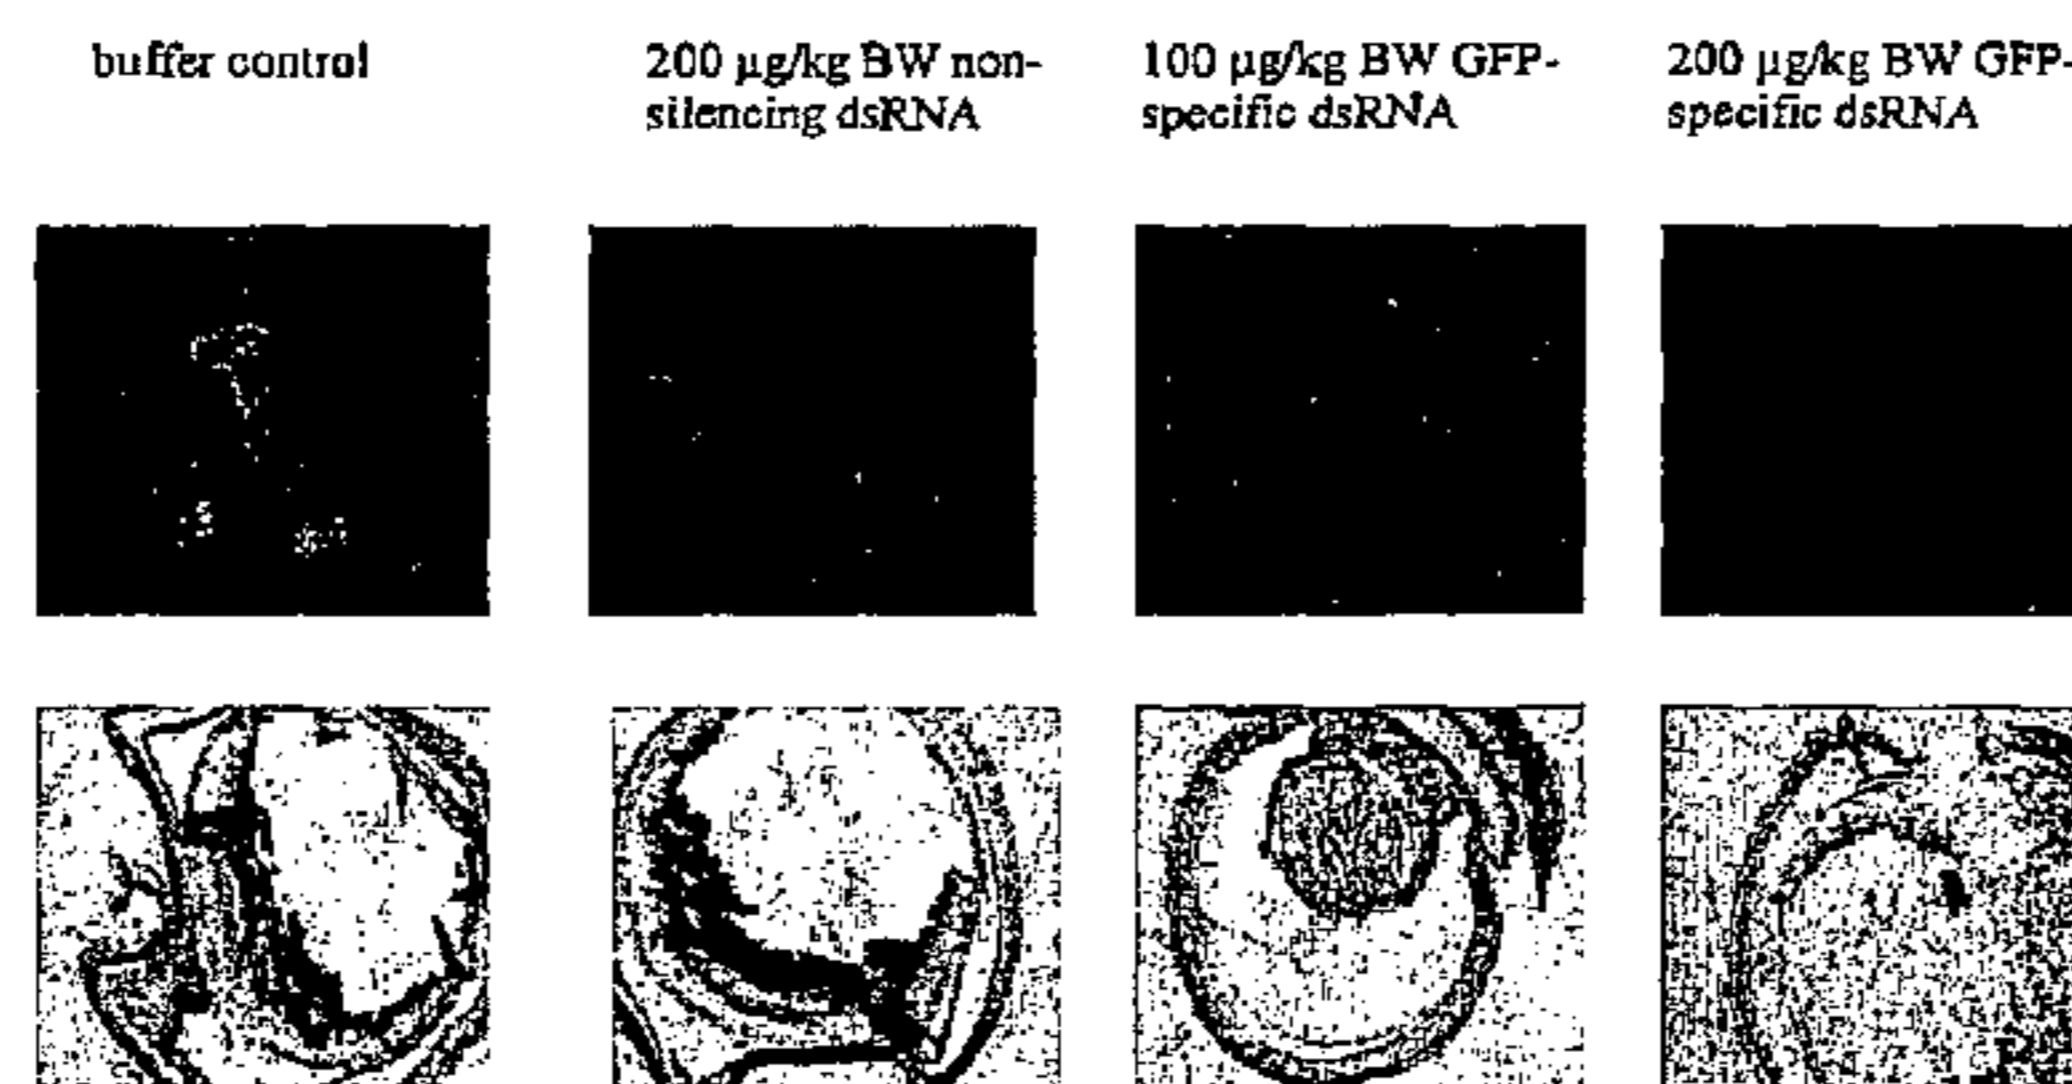 buffer control
200 µg/kg BW non-
silencing dsRNA
100 µg/kg BW GFP-
specific dsRNA
200 µg/kg BW GFP-
specific dsRNA